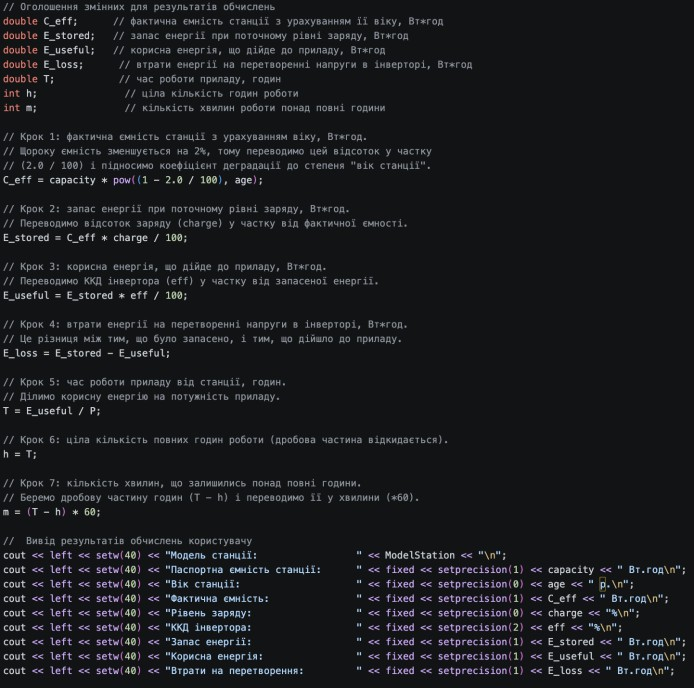 // Оголошення змінних для результатів обчислень
double C_eff;      // фактична ємність станції з урахуванням її віку, Вт*год
double E_stored;   // запас енергії при поточному рівні заряду, Вт*год
double E_useful;   // корисна енергія, що дійде до приладу, Вт*год
double E_loss;      // втрати енергії на перетворенні напруги в інверторі, Вт*год
double T;           // час роботи приладу, годин
int h;               // ціла кількість годин роботи
int m;               // кількість хвилин роботи понад повні години
// Крок 1: фактична ємність станції з урахуванням віку, Вт*год.
// Щороку ємність зменшується на 2%, тому переводимо цей відсоток у частку
// (2.0 / 100) і підносимо коефіцієнт деградації до степеня "вік станції".
C_eff = capacity * pow((1 - 2.0 / 100), age);
// Крок 2: запас енергії при поточному рівні заряду, Вт*год.
// Переводимо відсоток заряду (charge) у частку від фактичної ємності.
E_stored = C_eff * charge / 100;
// Крок 3: корисна енергія, що дійде до приладу, Вт*год.
// Переводимо ККД інвертора (eff) у частку від запасеної енергії.
E_useful = E_stored * eff / 100;
// Крок 4: втрати енергії на перетворенні напруги в інверторі, Вт*год.
// Це різниця між тим, що було запасено, і тим, що дійшло до приладу.
E_loss = E_stored - E_useful;
// Крок 5: час роботи приладу від станції, годин.
// Ділимо корисну енергію на потужність приладу.
T = E_useful / P;
// Крок 6: ціла кількість повних годин роботи (дробова частина відкидається).
h = T;
// Крок 7: кількість хвилин, що залишились понад повні години.
// Беремо дробову частину годин (T - h) і переводимо її у хвилини (*60).
m = (T - h) * 60;
//  Вивід результатів обчислень користувачу
cout << left << setw(40) << "Модель станції:              " << ModelStation << "\n";
cout << left << setw(40) << "Паспортна ємність станції:     " << fixed << setprecision(1) << capacity << " Вт.год\n";
cout << left << setw(40) << "Вік станції:                 " << fixed << setprecision(0) << age << " р.\n";
cout << left << setw(40) << "Фактична ємність:            " << fixed << setprecision(1) << C_eff << " Вт.год\n";
cout << left << setw(40) << "Рівень заряду:               " << fixed << setprecision(0) << charge << "%\n";
cout << left << setw(40) << "ККД інвертора:               " << fixed << setprecision(2) << eff << "%\n";
cout << left << setw(40) << "Запас енергії:               " << fixed << setprecision(1) << E_stored << " Вт.год\n";
cout << left << setw(40) << "Корисна енергія:             " << fixed << setprecision(1) << E_useful << " Вт.год\n";
cout << left << setw(40) << "Втрати на перетворення:      " << fixed << setprecision(1) << E_loss << " Вт.год\n";